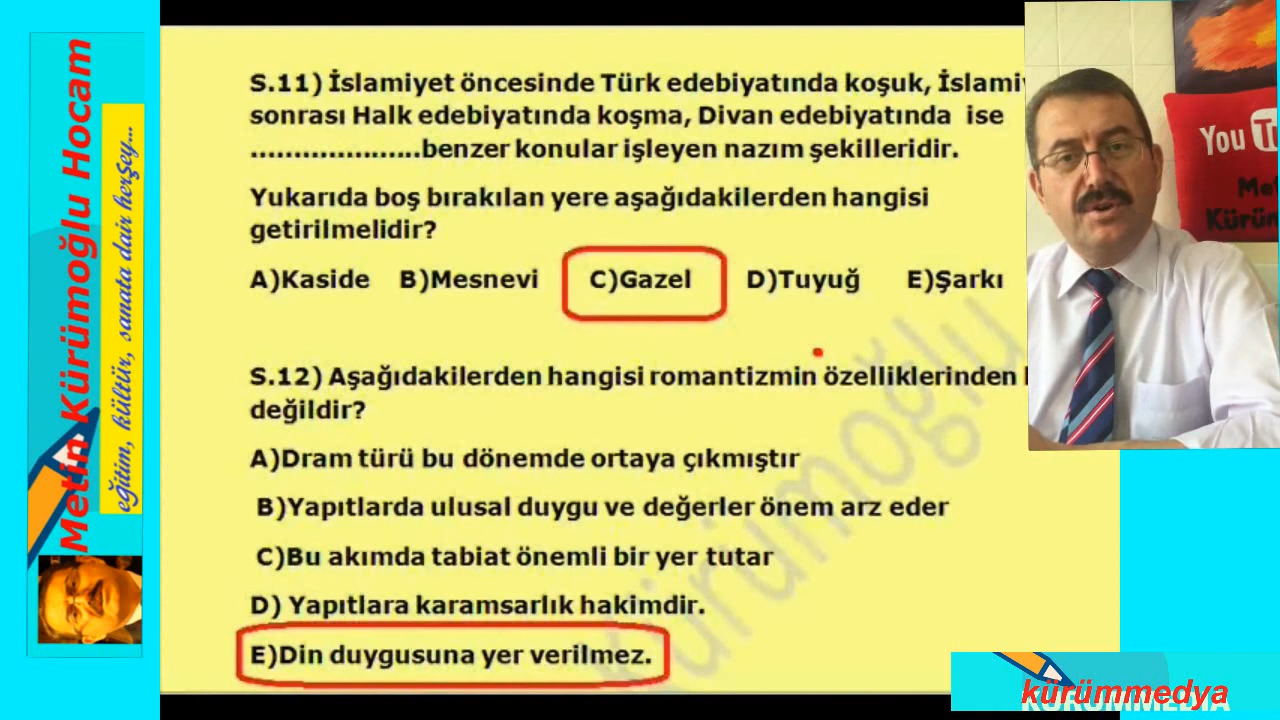 Metin Kürümoğlu Hocam
eğitim, kültür, sanata dair herşey...
S.11) İslamiyet öncesinde Türk edebiyatında koşuk,
sonrası Halk edebiyatında koşma, Divan edebiyatında ise
....................benzer konular işleyen nazım şekilleridir.
Yukarıda boş bırakılan yere aşağıdakilerden hangisi
getirilmelidir?
A)Kaside B)Mesnevi C)Gazel D)Tuyuğ E)Şarkı
S.12) Aşağıdakilerden hangisi romantizmin özelliklerinden
değildir?
A)Dram türü bu dönemde ortaya çıkmıştır
B)Yapıtlarda ulusal duygu ve değerler önem arz eder
C)Bu akımda tabiat önemli bir yer tutar
D) Yapıtlara karamsarlık hakimdir.
E)Din duygusuna yer verilmez.
Kürümoğlu
You
kürümmedya